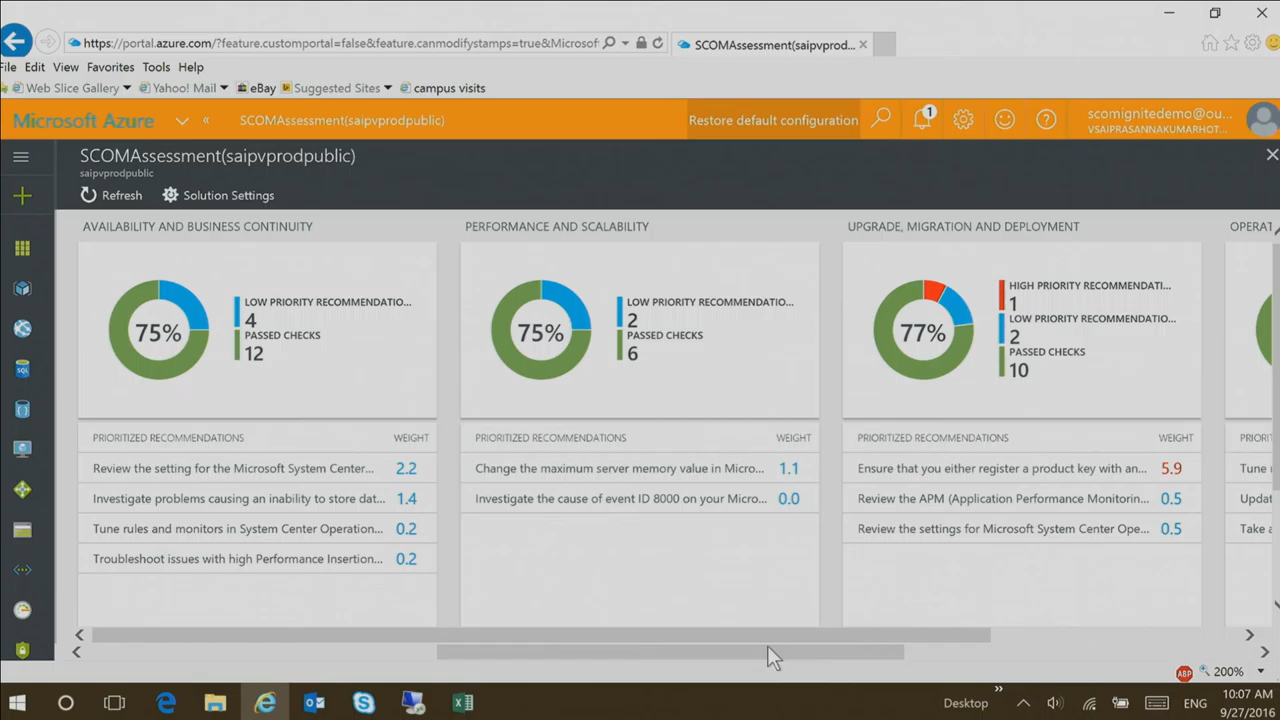 https://portal.azure.com/?feature.customportal=false&feature.canmodifystamps=true&Microsof
SCOMAssessment(saipvprod...
File Edit View Favorites Tools Help
Web Slice Gallery Yahoo! Mail eBay Suggested Sites campus visits
Microsoft Azure « SCOMAssessment(saipvprodpublic) Restore default configuration 1 scomignitedemo@ou...
VSAIPRASANNAKUMARHOT...
SCOMAssessment(saipvprodpublic)
saipvprodpublic
Refresh Solution Settings
AVAILABILITY AND BUSINESS CONTINUITY
75%
LOW PRIORITY RECOMMENDATIO...
4
PASSED CHECKS
12
PRIORITIZED RECOMMENDATIONS WEIGHT
Review the setting for the Microsoft System Center... 2.2
Investigate problems causing an inability to store dat... 1.4
Tune rules and monitors in System Center Operation... 0.2
Troubleshoot issues with high Performance Insertion... 0.2
PERFORMANCE AND SCALABILITY
75%
LOW PRIORITY RECOMMENDATIO...
2
PASSED CHECKS
6
PRIORITIZED RECOMMENDATIONS WEIGHT
Change the maximum server memory value in Micro... 1.1
Investigate the cause of event ID 8000 on your Micro... 0.0
UPGRADE, MIGRATION AND DEPLOYMENT
77%
HIGH PRIORITY RECOMMENDATI...
1
LOW PRIORITY RECOMMENDATIO...
2
PASSED CHECKS
10
PRIORITIZED RECOMMENDATIONS WEIGHT
Ensure that you either register a product key with an... 5.9
Review the APM (Application Performance Monitorin... 0.5
Review the settings for Microsoft System Center Ope... 0.5
OPERAT
PRIORI
Tune r
Updat
Take a
ABP 200%
Desktop ENG 10:07 AM
9/27/2016